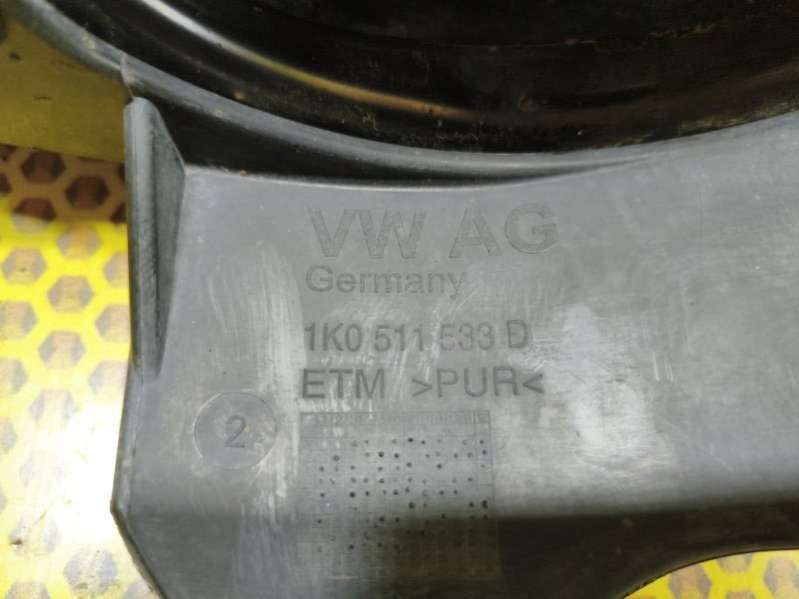 VW AG
Germany
1K0 511 533 D
ETM >PUR<
2